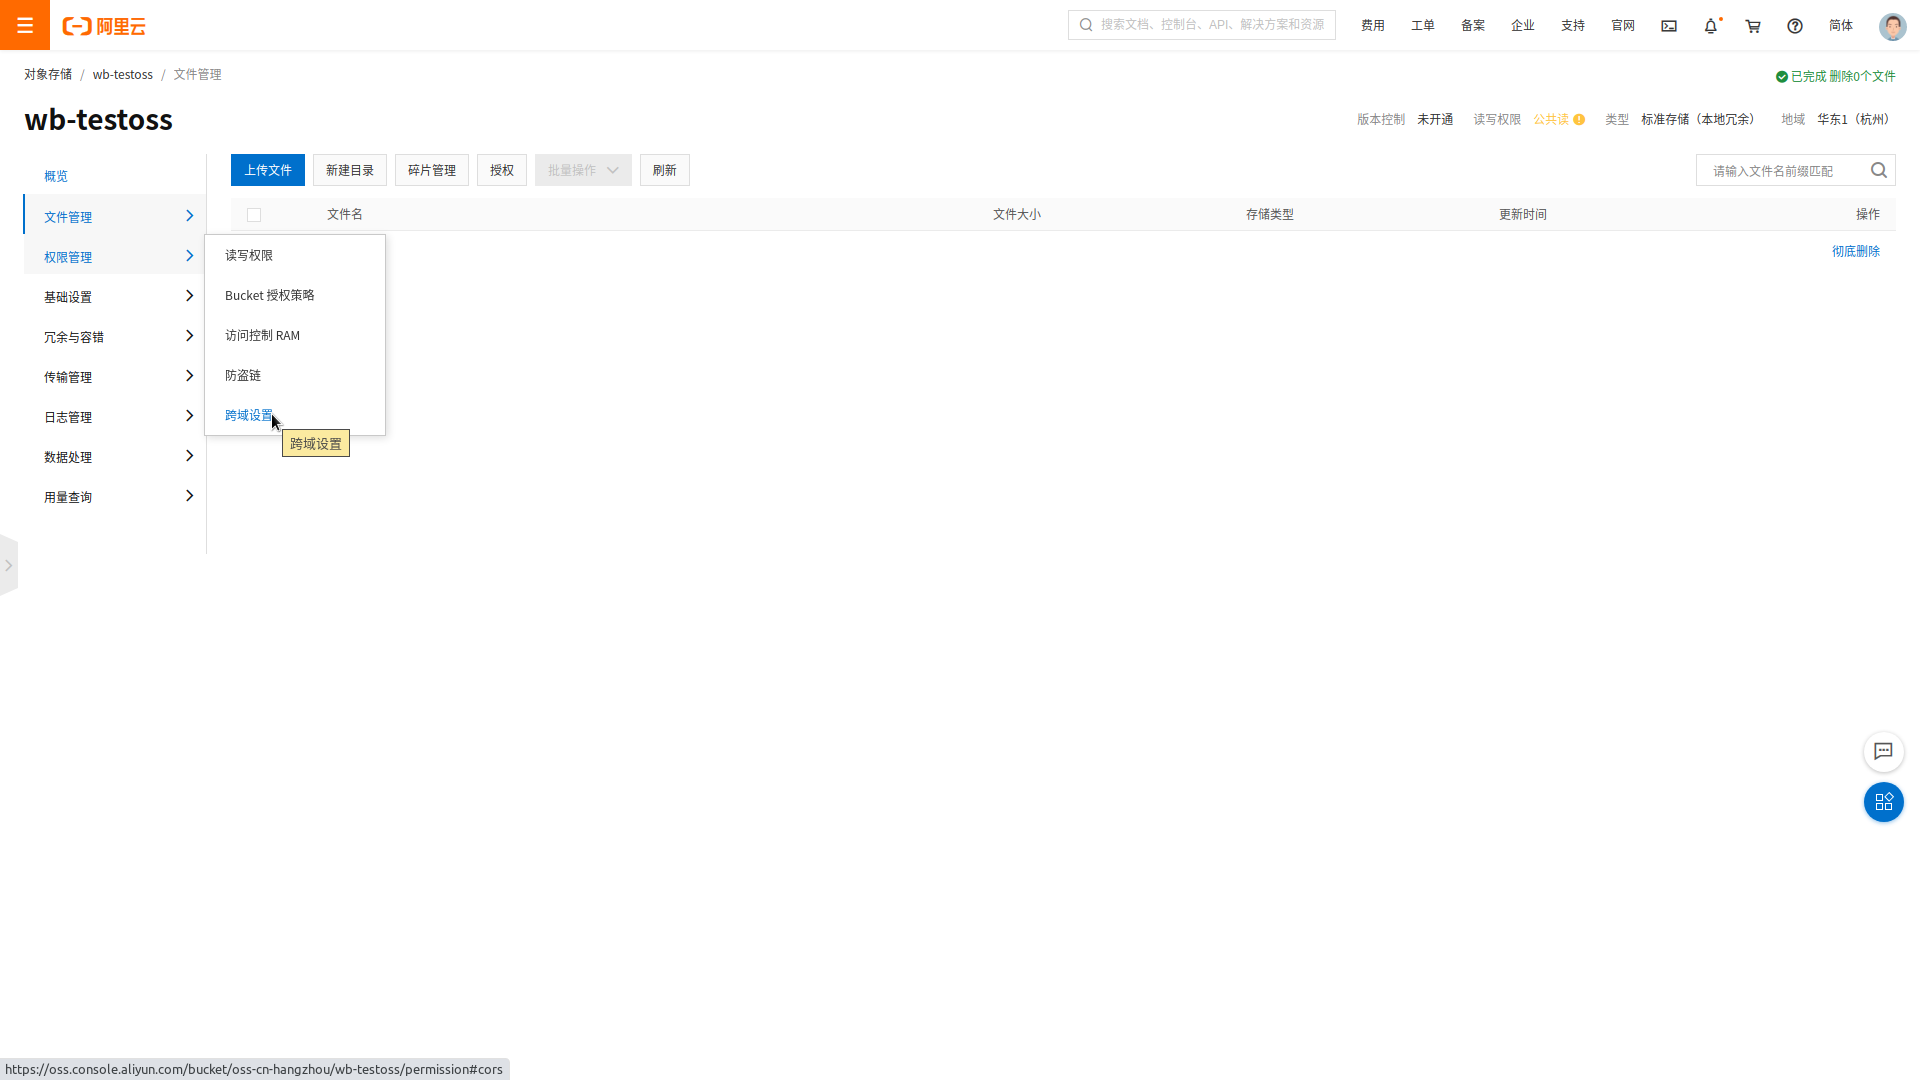 阿里云
搜索文档、控制台、API、解决方案和资源
费用 工单 备案 企业 支持 官网 简体
对象存储 / wb-testoss / 文件管理
已完成 删除0个文件
wb-testoss
版本控制 未开通 读写权限 公共读 类型 标准存储（本地冗余） 地域 华东1（杭州）
概览
上传文件 新建目录 碎片管理 授权 批量操作 刷新
请输入文件名前缀匹配
文件管理
文件名 文件大小 存储类型 更新时间 操作
权限管理
读写权限
彻底删除
基础设置
Bucket 授权策略
冗余与容错
访问控制 RAM
传输管理
防盗链
日志管理
跨域设置
跨域设置
数据处理
用量查询
https://oss.console.aliyun.com/bucket/oss-cn-hangzhou/wb-testoss/permission#cors